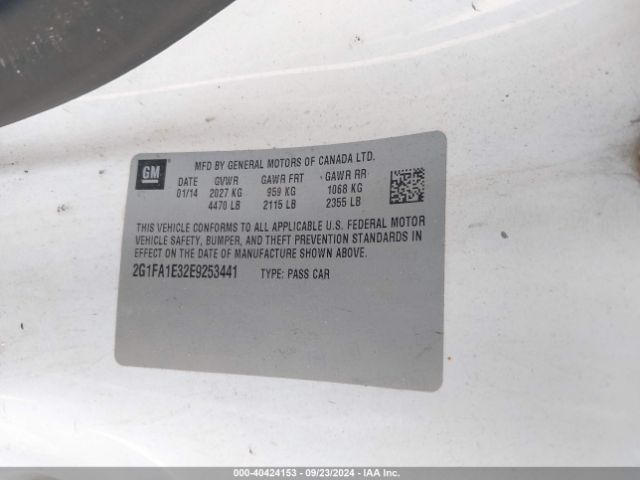 MFD BY GENERAL MOTORS OF CANADA LTD.
GM
DATE GVWR GAWR FRT GAWR RR
01/14 2027 KG 959 KG 1068 KG
4470 LB 2115 LB 2355 LB
THIS VEHICLE CONFORMS TO ALL APPLICABLE U.S. FEDERAL MOTOR
VEHICLE SAFETY, BUMPER, AND THEFT PREVENTION STANDARDS IN
EFFECT ON THE DATE OF MANUFACTURE SHOWN ABOVE.
2G1FA1E32E9253441 TYPE: PASS CAR
000-40424153 - 09/23/2024 - IAA Inc.